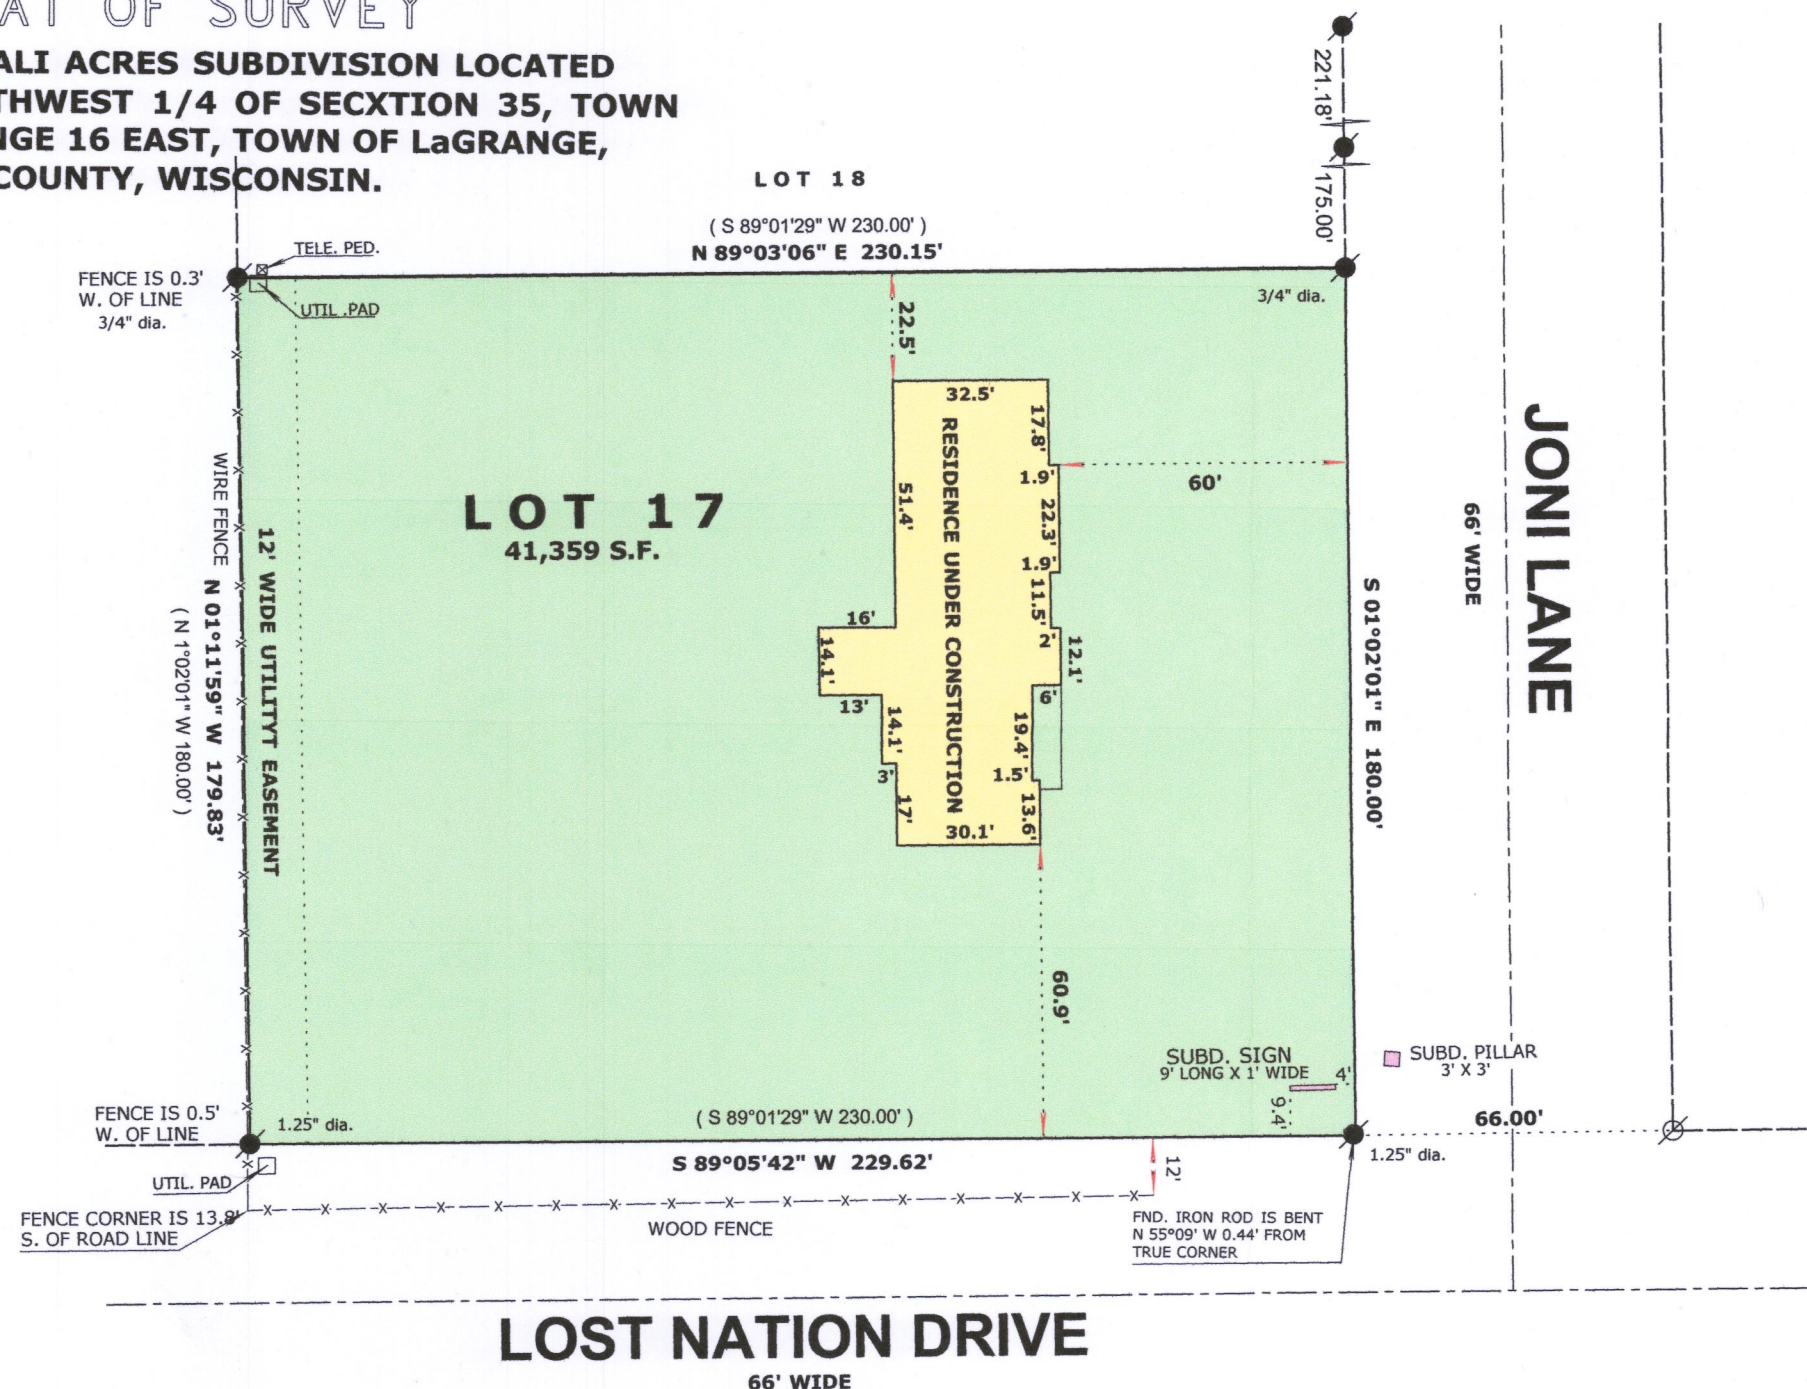 AT OF SURVEY
ALI ACRES SUBDIVISION LOCATED
THWEST 1/4 OF SECXTION 35, TOWN
NGE 16 EAST, TOWN OF LaGRANGE,
COUNTY, WISCONSIN.
221.18'
175.00'
LOT 18
( S 89°01'29" W 230.00' )
N 89°03'06" E 230.15'
TELE. PED.
UTIL .PAD
FENCE IS 0.3'
W. OF LINE
3/4" dia.
3/4" dia.
22.5'
32.5'
17.8'
1.9'
60'
22.3'
1.9'
11.5'
2'
12.1'
51.4'
RESIDENCE UNDER CONSTRUCTION
LOT 17
41,359 S.F.
16'
14.1'
13'
14.1'
3'
17'
6'
19.4'
1.5'
13.6'
30.1'
60.9'
WIRE FENCE
N 01°11'59" W 179.83'
( N 1°02'01" W 180.00' )
12' WIDE UTILITYT EASEMENT
S 01°02'01" E 180.00'
66' WIDE
JONI LANE
SUBD. SIGN
9' LONG X 1' WIDE
4'
9.4'
SUBD. PILLAR
3' X 3'
66.00'
1.25" dia.
FENCE IS 0.5'
W. OF LINE
1.25" dia.
( S 89°01'29" W 230.00' )
S 89°05'42" W 229.62'
12'
UTIL. PAD
FENCE CORNER IS 13.8'
S. OF ROAD LINE
WOOD FENCE
FND. IRON ROD IS BENT
N 55°09' W 0.44' FROM
TRUE CORNER
LOST NATION DRIVE
66' WIDE